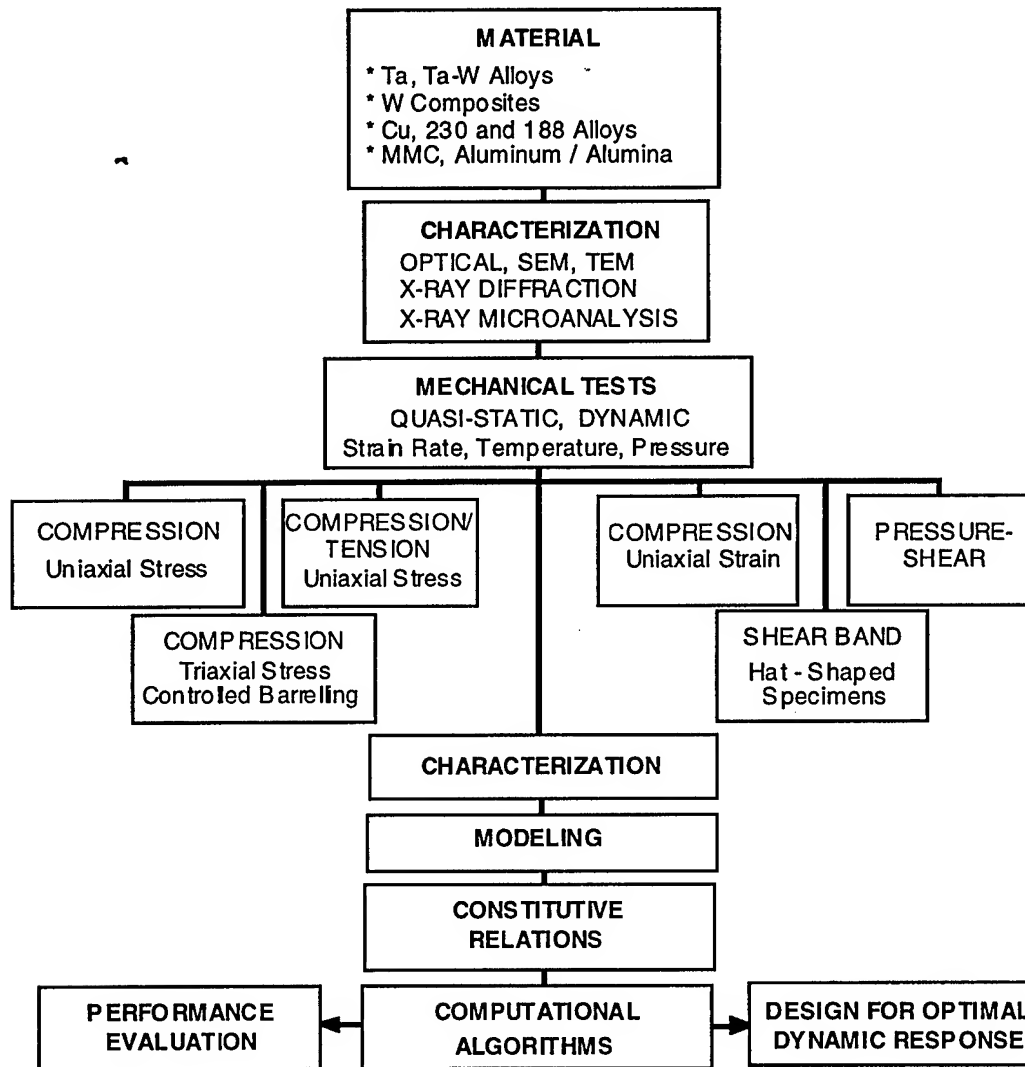 MATERIAL
* Ta, Ta-W Alloys
* W Composites
* Cu, 230 and 188 Alloys
* MMC, Aluminum / Alumina
CHARACTERIZATION
OPTICAL, SEM, TEM
X-RAY DIFFRACTION
X-RAY MICROANALYSIS
MECHANICAL TESTS
QUASI-STATIC, DYNAMIC
Strain Rate, Temperature, Pressure
COMPRESSION
Uniaxial Stress
COMPRESSION/
TENSION
Uniaxial Stress
COMPRESSION
Uniaxial Strain
PRESSURE-
SHEAR
COMPRESSION
Triaxial Stress
Controlled Barrelling
SHEAR BAND
Hat - Shaped
Specimens
CHARACTERIZATION
MODELING
CONSTITUTIVE
RELATIONS
PERFORMANCE
EVALUATION
COMPUTATIONAL
ALGORITHMS
DESIGN FOR OPTIMAL
DYNAMIC RESPONSE